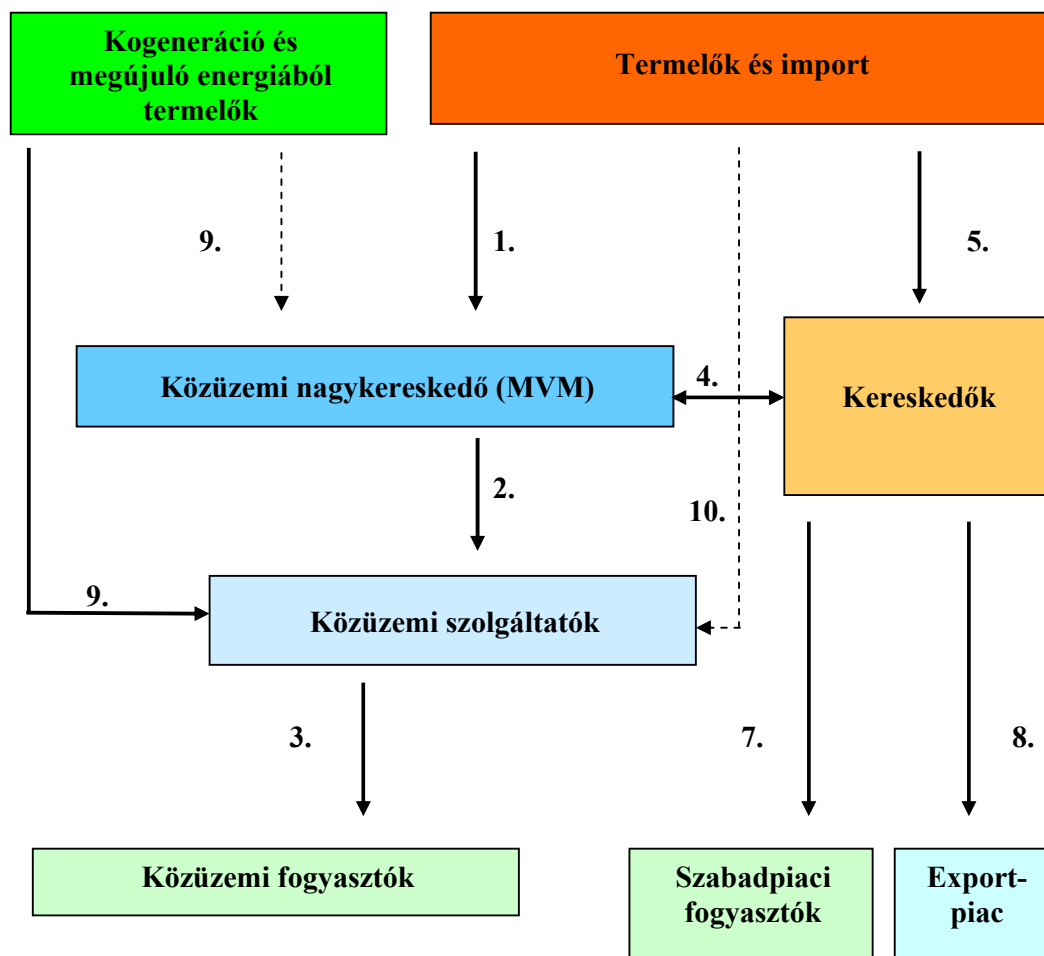 Kogeneráció és
megújuló energiából
termelők
Termelők és import
9.
1.
5.
Közüzemi nagykereskedő (MVM)
4.
Kereskedők
2.
10.
9.
Közüzemi szolgáltatók
3.
7.
8.
Közüzemi fogyasztók
Szabadpiaci
fogyasztók
Export-
piac